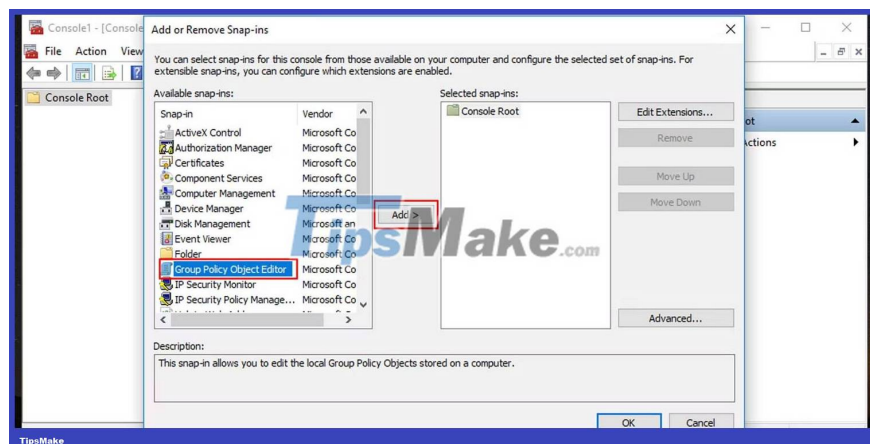 Console1 - [Console
Add or Remove Snap-ins
File Action View
You can select snap-ins for this console from those available on your computer and configure the selected set of snap-ins. For
extensible snap-ins, you can configure which extensions are enabled.
Console Root
Available snap-ins:
Snap-in Vendor
ActiveX Control Microsoft Co
Authorization Manager Microsoft Co
Certificates Microsoft Co
Component Services Microsoft Co
Computer Management Microsoft Co
Device Manager Microsoft Co
Disk Management Microsoft an
Event Viewer Microsoft Co
Folder Microsoft Co
Group Policy Object Editor Microsoft Co
IP Security Monitor Microsoft Co
IP Security Policy Manage... Microsoft Co
Add >
Selected snap-ins:
Console Root
Edit Extensions...
Remove
Move Up
Move Down
Advanced...
ot
Actions
TipsMake.com
Description:
This snap-in allows you to edit the local Group Policy Objects stored on a computer.
OK Cancel
TipsMake